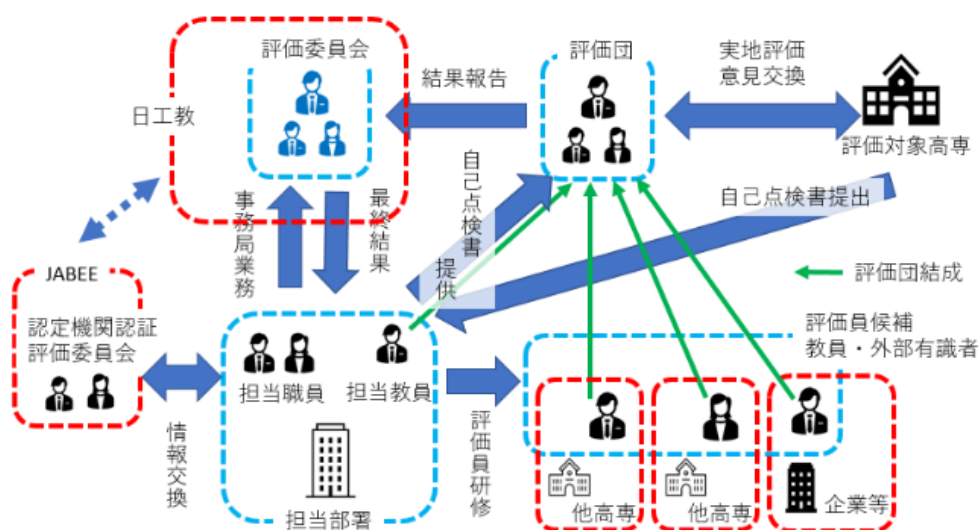 評価委員会
評価団
実地評価
意見交換
結果報告
日工教
評価対象高専
自己点検書
提供
自己点検書提出
事務局業務
最終結果
JABEE
評価団結成
認定機関認証
評価委員会
評価員候補
教員・外部有識者
担当職員
担当教員
情報交換
評価員研修
担当部署
他高専
他高専
企業等